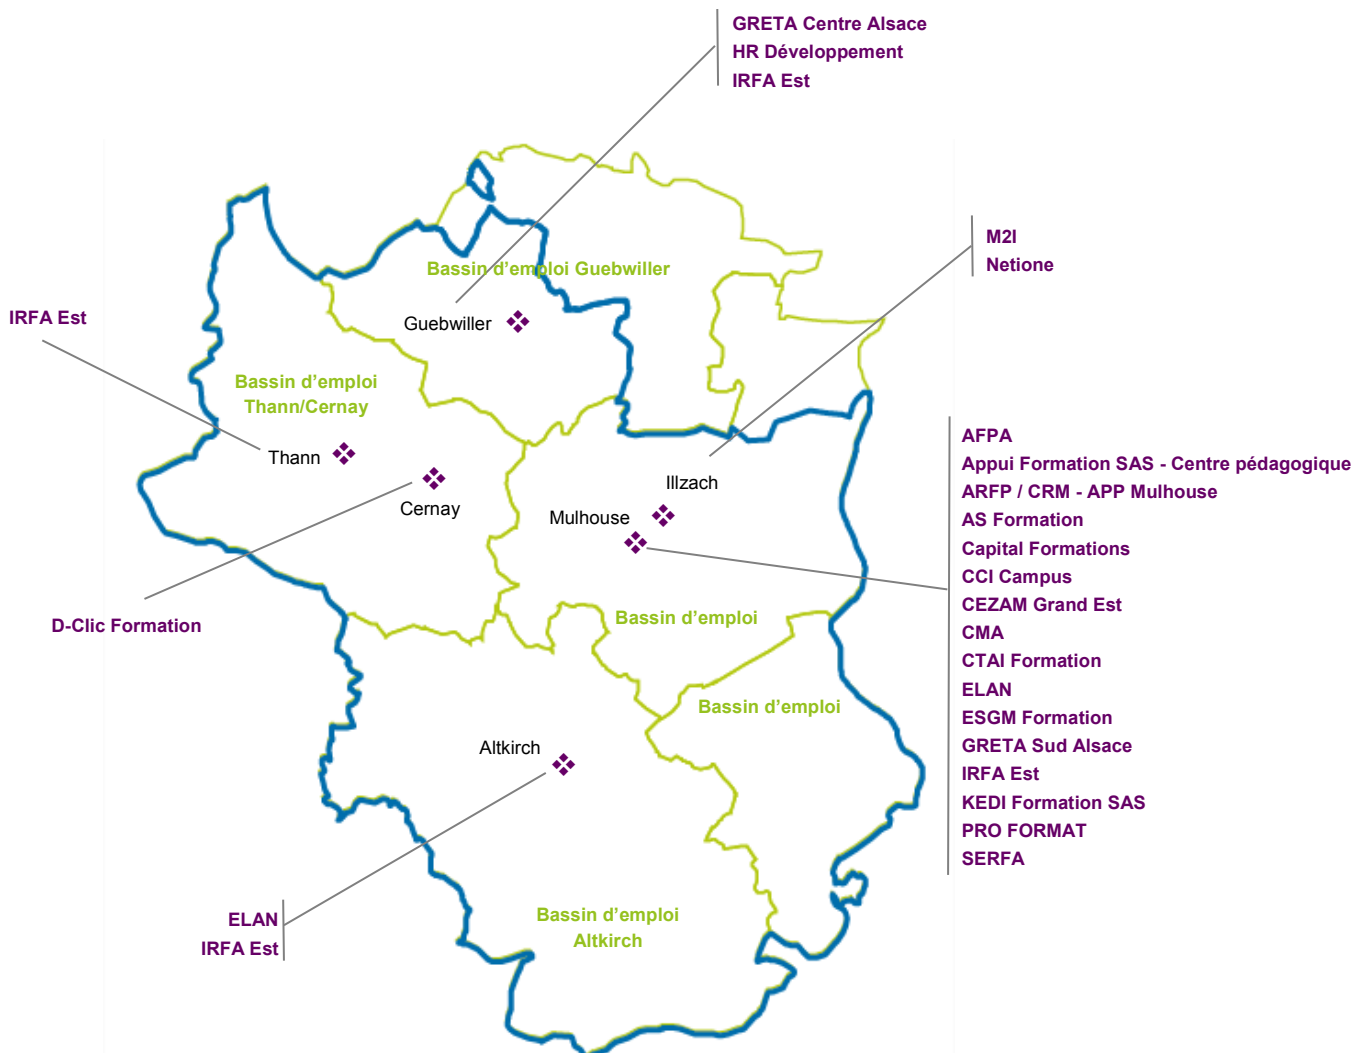 GRETA Centre Alsace
HR Développement
IRFA Est
M2I
Netione
Bassin d'emploi Guebwiller
Guebwiller
IRFA Est
Bassin d'emploi
Thann/Cernay
Thann
Cernay
Illzach
Mulhouse
AFPA
Appui Formation SAS - Centre pédagogique
ARFP / CRM - APP Mulhouse
AS Formation
Capital Formations
CCI Campus
CEZAM Grand Est
CMA
CTAI Formation
ELAN
ESGM Formation
GRETA Sud Alsace
IRFA Est
KEDI Formation SAS
PRO FORMAT
SERFA
D-Clic Formation
Bassin d'emploi
Bassin d'emploi
Altkirch
ELAN
IRFA Est
Bassin d'emploi
Altkirch